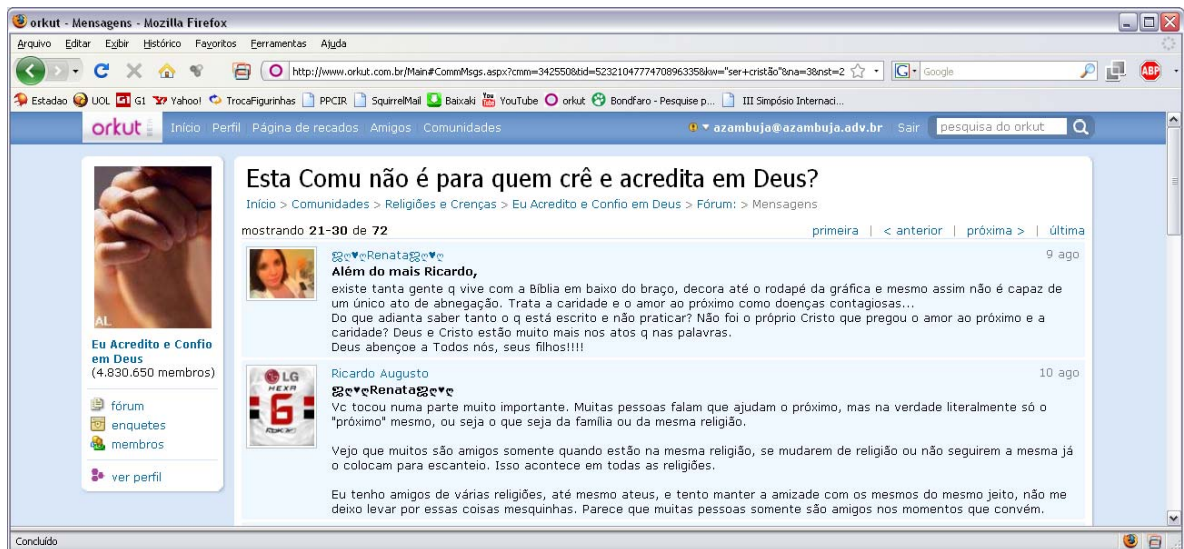 orkut - Mensagens - Mozilla Firefox
Arquivo Editar Exibir Histórico Favoritos Ferramentas Ajuda
http://www.orkut.com.br/Main#CommMsgs.aspx?cmm=342550&tid=5232104777470896335&kw="ser+cristão"&na=3&nst=2
Google
ABP
Estadao UOL G1 G1 Yahoo! TrocaFigurinhas PPCIR SquirrelMail Baixaki YouTube orkut Bondfaro - Pesquise p... III Simpósio Internaci...
orkut Início Perfil Página de recados Amigos Comunidades azambuja@azambuja.adv.br Sair pesquisa do orkut
AL
Eu Acredito e Confio
em Deus
(4.830.650 membros)
fórum
enquetes
membros
ver perfil
Esta Comu não é para quem crê e acredita em Deus?
Início > Comunidades > Religiões e Crenças > Eu Acredito e Confio em Deus > Fórum: > Mensagens
mostrando 21-30 de 72
primeira | < anterior | próxima > | última
ஜღ♥ღRenataஜღ♥ღ 9 ago
Além do mais Ricardo,
existe tanta gente q vive com a Bíblia em baixo do braço, decora até o rodapé da gráfica e mesmo assim não é capaz de
um único ato de abnegação. Trata a caridade e o amor ao próximo como doenças contagiosas...
Do que adianta saber tanto o q está escrito e não praticar? Não foi o próprio Cristo que pregou o amor ao próximo e a
caridade? Deus e Cristo estão muito mais nos atos q nas palavras.
Deus abençoe a Todos nós, seus filhos!!!!
LG
HEXA
6
Ricardo Augusto 10 ago
ஜღ♥ღRenataஜღ♥ღ
Vc tocou numa parte muito importante. Muitas pessoas falam que ajudam o próximo, mas na verdade literalmente só o
"próximo" mesmo, ou seja o que seja da família ou da mesma religião.
Vejo que muitos são amigos somente quando estão na mesma religião, se mudarem de religião ou não seguirem a mesma já
o colocam para escanteio. Isso acontece em todas as religiões.
Eu tenho amigos de várias religiões, até mesmo ateus, e tento manter a amizade com os mesmos do mesmo jeito, não me
deixo levar por essas coisas mesquinhas. Parece que muitas pessoas somente são amigos nos momentos que convém.
Concluído